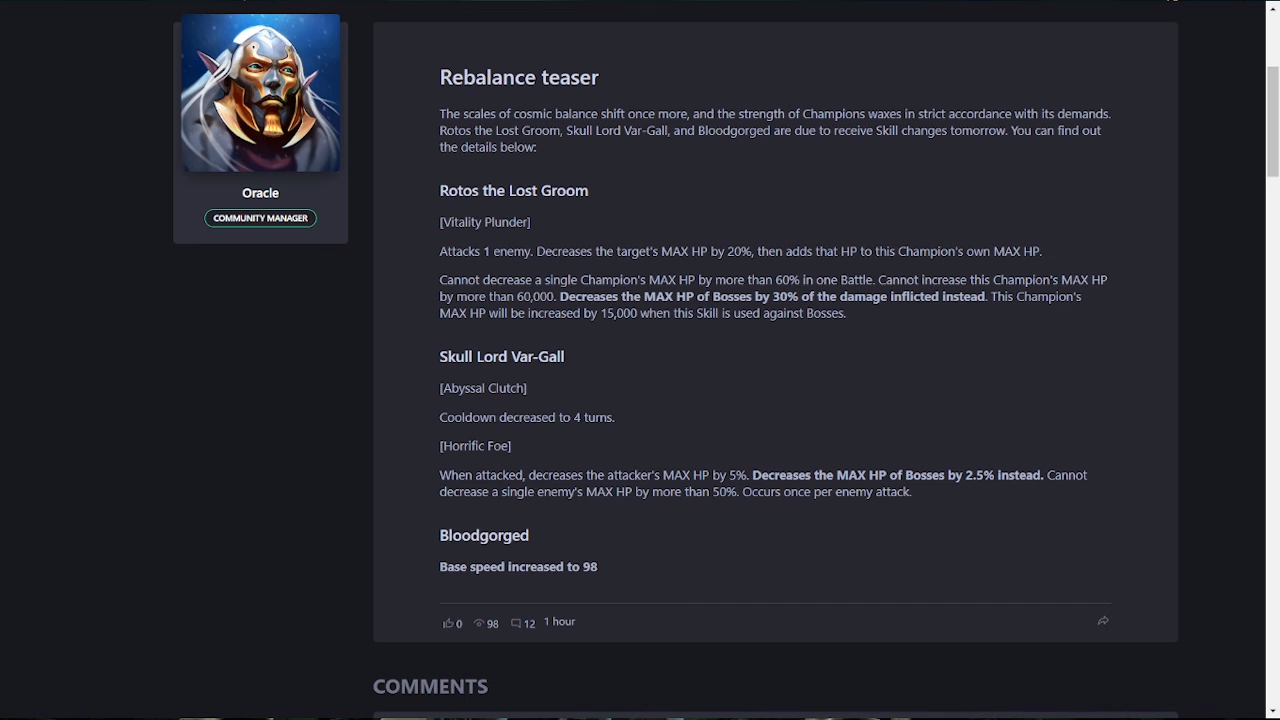 Oracle
COMMUNITY MANAGER
Rebalance teaser
The scales of cosmic balance shift once more, and the strength of Champions waxes in strict accordance with its demands.
Rotos the Lost Groom, Skull Lord Var-Gall, and Bloodgorged are due to receive Skill changes tomorrow. You can find out
the details below:
Rotos the Lost Groom
[Vitality Plunder]
Attacks 1 enemy. Decreases the target's MAX HP by 20%, then adds that HP to this Champion's own MAX HP.
Cannot decrease a single Champion's MAX HP by more than 60% in one Battle. Cannot increase this Champion's MAX HP
by more than 60,000. Decreases the MAX HP of Bosses by 30% of the damage inflicted instead. This Champion's
MAX HP will be increased by 15,000 when this Skill is used against Bosses.
Skull Lord Var-Gall
[Abyssal Clutch]
Cooldown decreased to 4 turns.
[Horrific Foe]
When attacked, decreases the attacker's MAX HP by 5%. Decreases the MAX HP of Bosses by 2.5% instead. Cannot
decrease a single enemy's MAX HP by more than 50%. Occurs once per enemy attack.
Bloodgorged
Base speed increased to 98
0 98 12 1 hour
COMMENTS